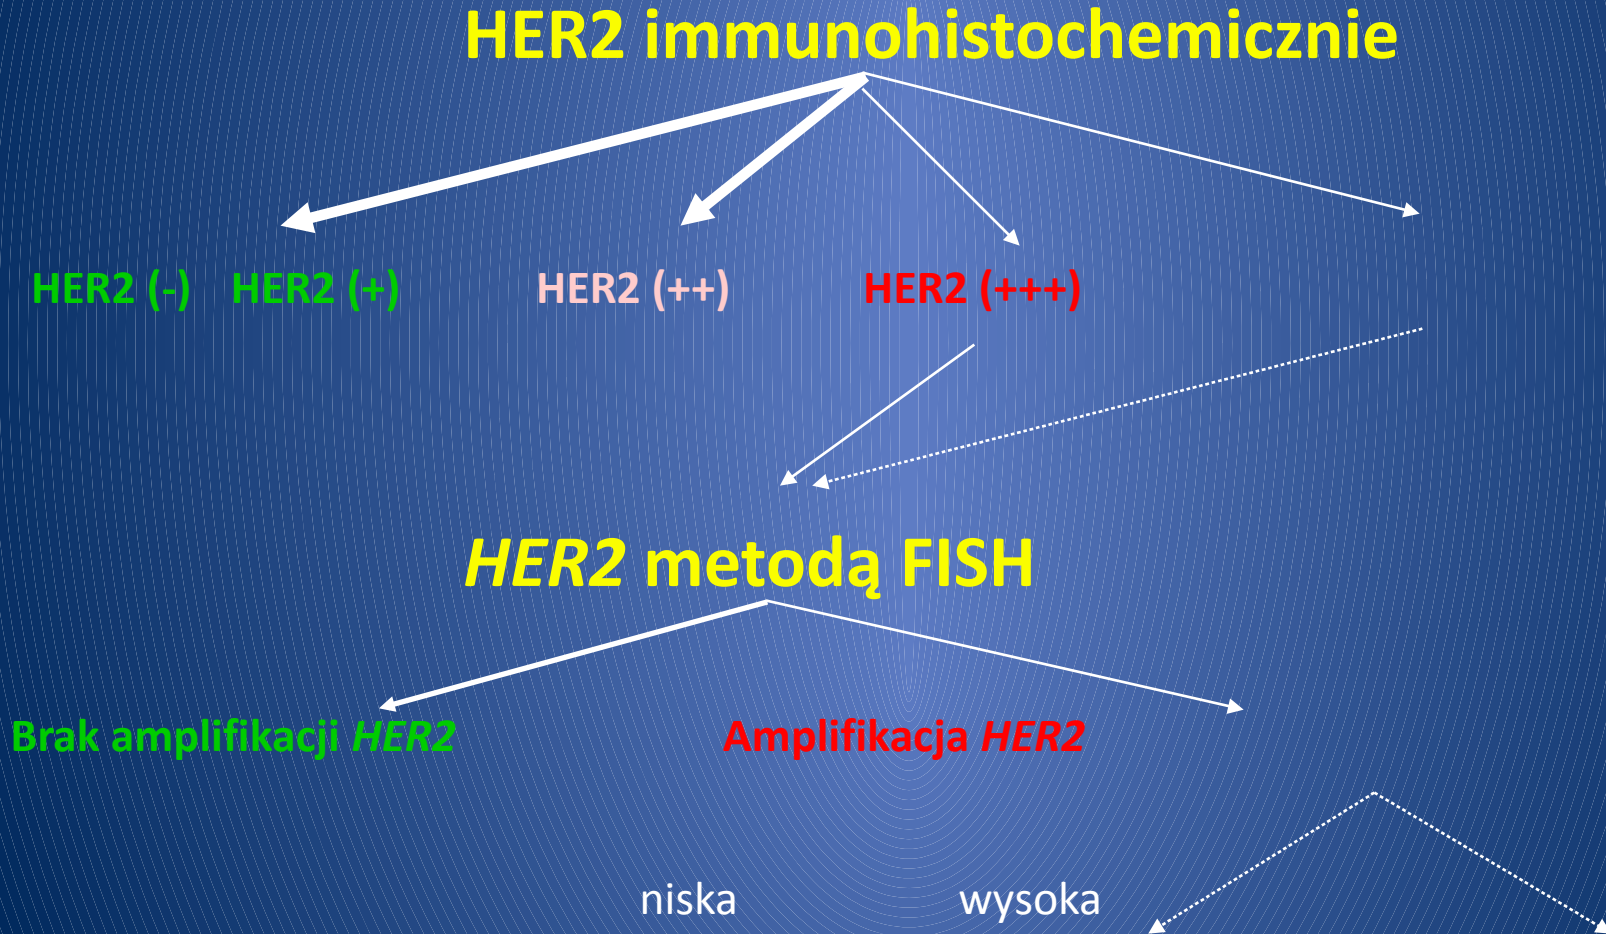 HER2 immunohistochemicznie
HER2 (-) HER2 (+) HER2 (++) HER2 (+++)
HER2 metodą FISH
Brak amplifikacji HER2 Amplifikacja HER2
niska wysoka